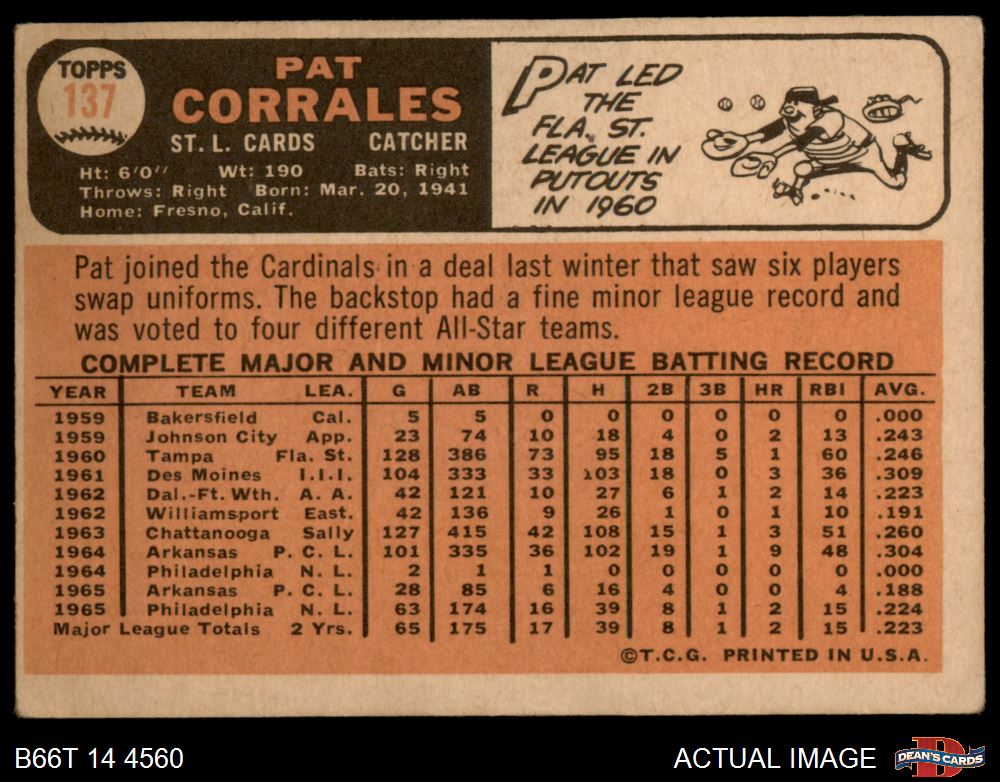 TOPPS
137
PAT
CORRALES
ST. L. CARDS CATCHER
Ht: 6'0" Wt: 190 Bats: Right
Throws: Right Born: Mar. 20, 1941
Home: Fresno, Calif.
PAT LED
THE
FLA. ST.
LEAGUE IN
PUTOUTS
IN 1960
Pat joined the Cardinals in a deal last winter that saw six players
swap uniforms. The backstop had a fine minor league record and
was voted to four different All-Star teams.
COMPLETE MAJOR AND MINOR LEAGUE BATTING RECORD
YEAR TEAM LEA. G AB R H 2B 3B HR RBI AVG.
1959 Bakersfield Cal. 5 5 0 0 0 0 0 0 .000
1959 Johnson City App. 23 74 10 18 4 0 2 13 .243
1960 Tampa Fla. St. 128 386 73 95 18 5 1 60 .246
1961 Des Moines I.I.I. 104 333 33 103 18 0 3 36 .309
1962 Dal.-Ft. Wth. A. A. 42 121 10 27 6 1 2 14 .223
1962 Williamsport East. 42 136 9 26 1 0 1 10 .191
1963 Chattanooga Sally 127 415 42 108 15 1 3 51 .260
1964 Arkansas P. C. L. 101 335 36 102 19 1 9 48 .304
1964 Philadelphia N. L. 2 1 1 0 0 0 0 0 .000
1965 Arkansas P. C. L. 28 85 6 16 4 0 0 4 .188
1965 Philadelphia N. L. 63 174 16 39 8 1 2 15 .224
Major League Totals 2 Yrs. 65 175 17 39 8 1 2 15 .223
©T.C.G. PRINTED IN U.S.A.
B66T 14 4560 ACTUAL IMAGE
D
DEAN'S CARDS